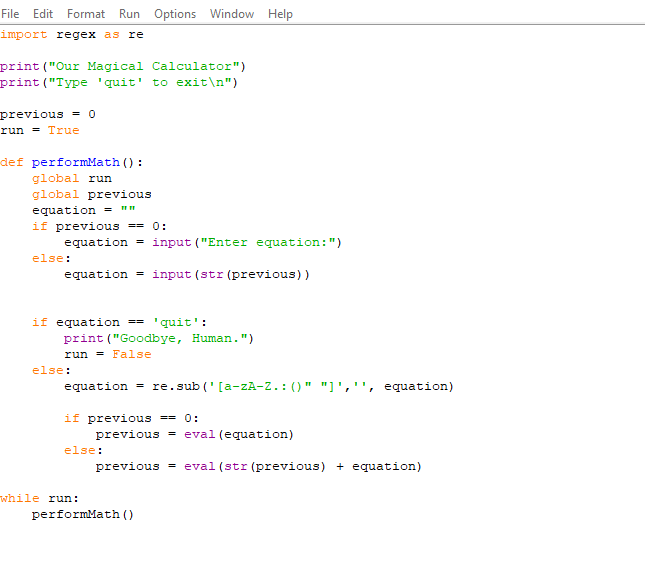 File Edit Format Run Options Window Help
import regex as re
print("Our Magical Calculator")
print("Type 'quit' to exit\n")
previous = 0
run = True
def performMath():
    global run
    global previous
    equation = ""
    if previous == 0:
        equation = input("Enter equation:")
    else:
        equation = input(str(previous))
    if equation == 'quit':
        print("Goodbye, Human.")
        run = False
    else:
        equation = re.sub('[a-zA-Z.:()" "]','', equation)
        if previous == 0:
            previous = eval(equation)
        else:
            previous = eval(str(previous) + equation)
while run:
    performMath()